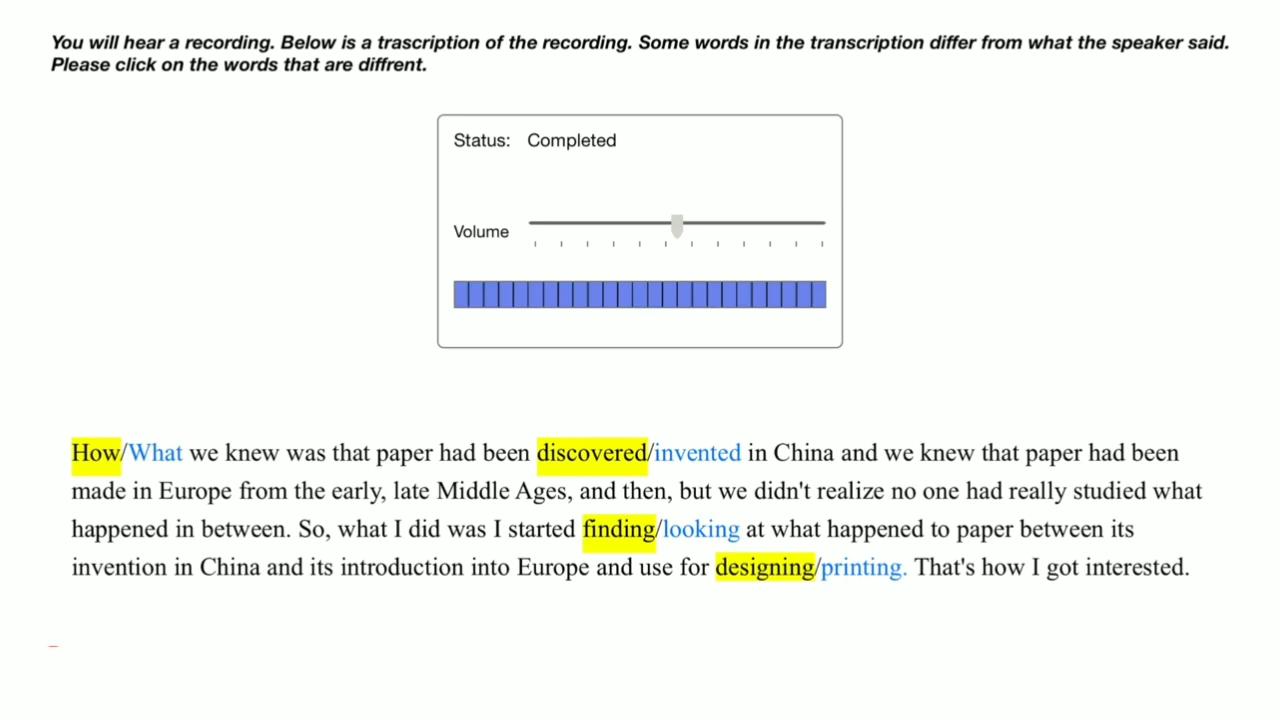 You will hear a recording. Below is a trascription of the recording. Some words in the transcription differ from what the speaker said.
Please click on the words that are diffrent.
Status: Completed
Volume
How/What we knew was that paper had been discovered/invented in China and we knew that paper had been
made in Europe from the early, late Middle Ages, and then, but we didn't realize no one had really studied what
happened in between. So, what I did was I started finding/looking at what happened to paper between its
invention in China and its introduction into Europe and use for designing/printing. That's how I got interested.